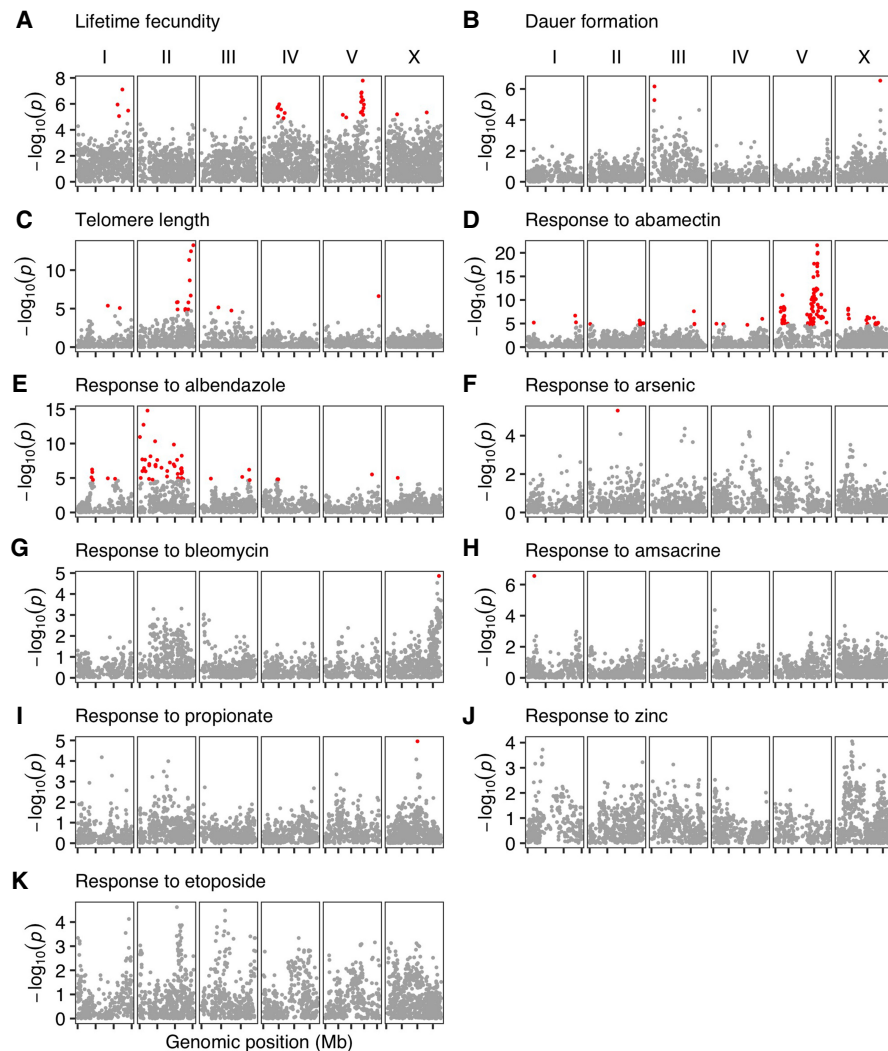 A Lifetime fecundity
B Dauer formation
I II III IV V X
I II III IV V X
8
6
4
2
0
− log10(p)
6
4
2
0
− log10(p)
C Telomere length
D Response to abamectin
10
5
0
− log10(p)
20
15
10
5
0
− log10(p)
E Response to albendazole
F Response to arsenic
15
10
5
0
− log10(p)
4
2
0
− log10(p)
G Response to bleomycin
H Response to amsacrine
5
4
3
2
1
0
− log10(p)
6
4
2
0
− log10(p)
I Response to propionate
J Response to zinc
5
4
3
2
1
0
− log10(p)
4
3
2
1
0
− log10(p)
K Response to etoposide
4
3
2
1
0
− log10(p)
Genomic position (Mb)